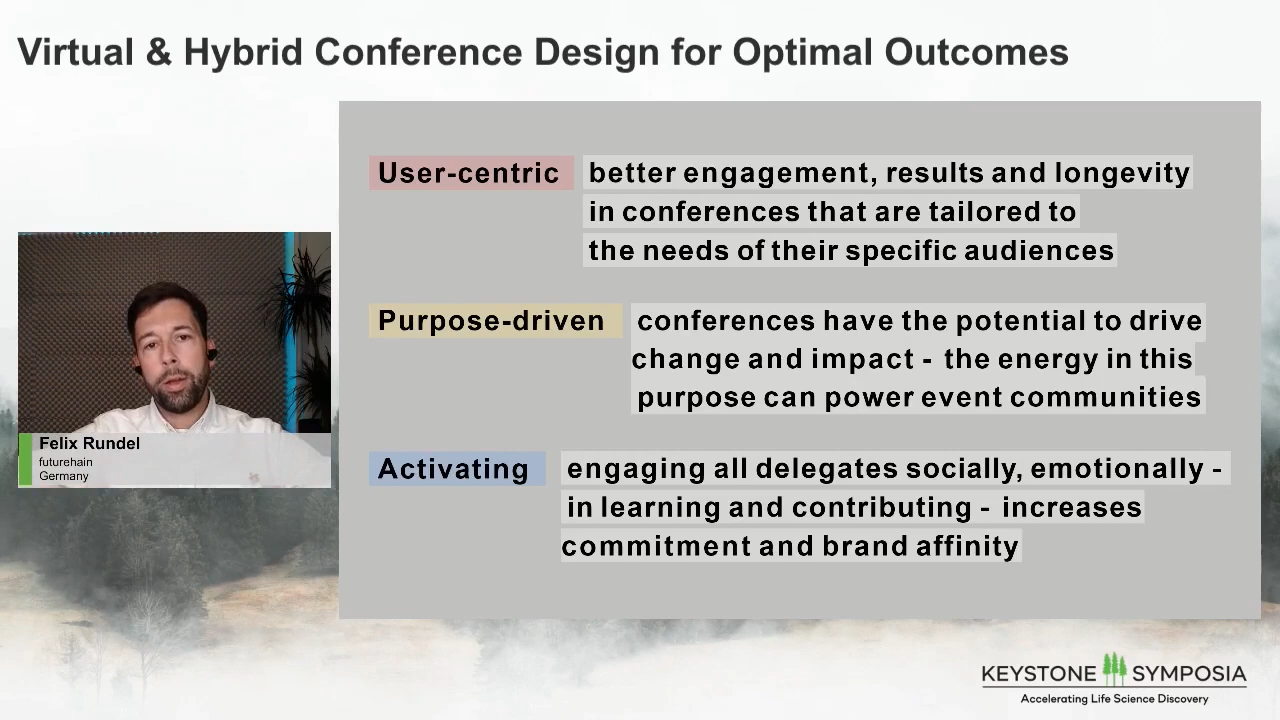 Virtual & Hybrid Conference Design for Optimal Outcomes
User-centric better engagement, results and longevity
in conferences that are tailored to
the needs of their specific audiences
Purpose-driven conferences have the potential to drive
change and impact - the energy in this
purpose can power event communities
Activating engaging all delegates socially, emotionally -
in learning and contributing - increases
commitment and brand affinity
Felix Rundel
futurehain
Germany
KEYSTONE SYMPOSIA
Accelerating Life Science Discovery